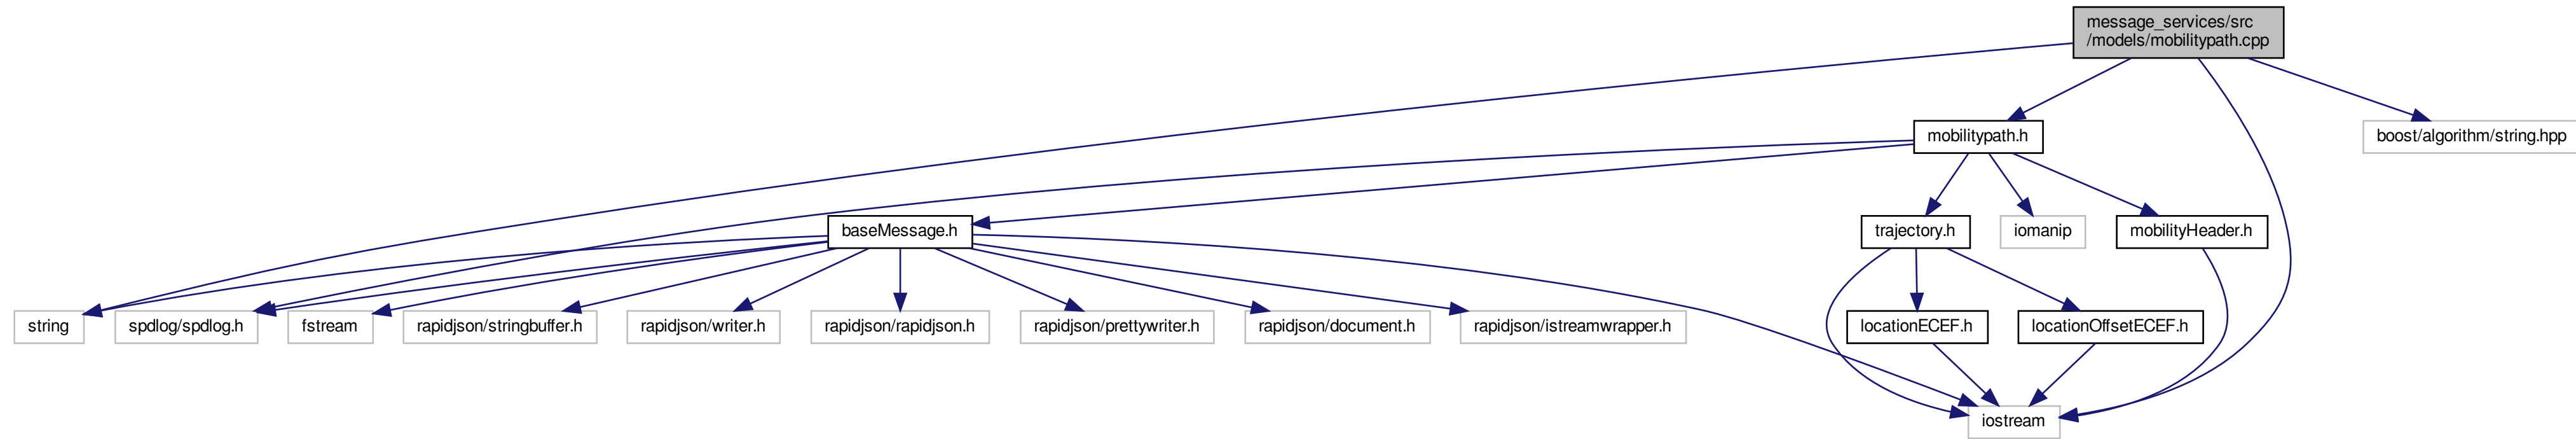 message_services/src
/models/mobilitypath.cpp
mobilitypath.h
boost/algorithm/string.hpp
baseMessage.h
trajectory.h
iomanip
mobilityHeader.h
string
spdlog/spdlog.h
fstream
rapidjson/stringbuffer.h
rapidjson/writer.h
rapidjson/rapidjson.h
rapidjson/prettywriter.h
rapidjson/document.h
rapidjson/istreamwrapper.h
locationECEF.h
locationOffsetECEF.h
iostream